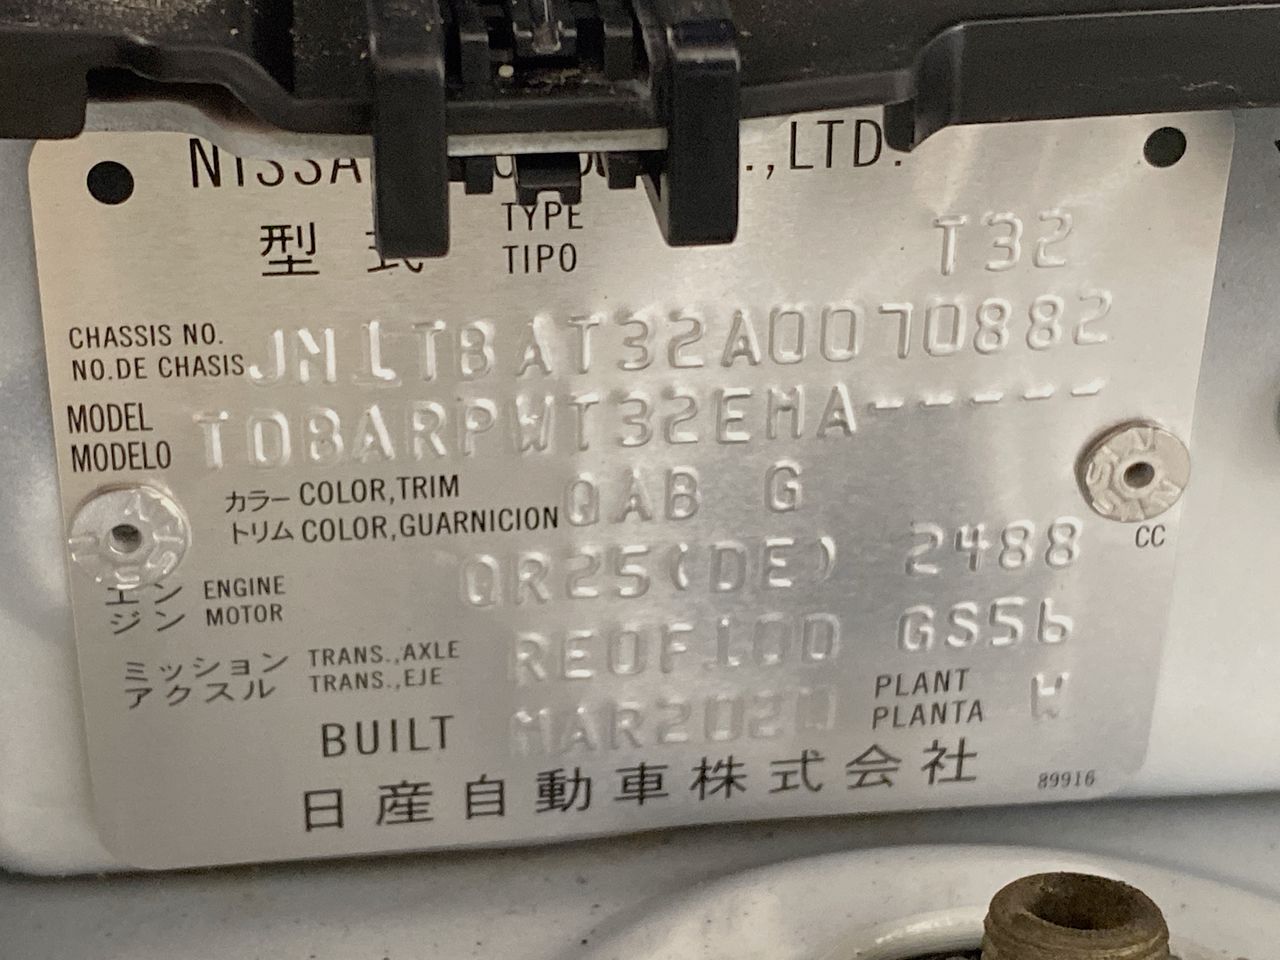 NISSA , LTD.
型式 TYPE TIPO T32
CHASSIS NO. NO.DE CHASIS JN1TBAT32A0070882
MODEL MODELO TDBARPWT32EHA-----
カラー COLOR,TRIM トリム COLOR,GUARNICION QAB G
エンジン ENGINE MOTOR QR25(DE) 2488 CC
ミッション アクスル TRANS.,AXLE TRANS.,EJE RE0F10D GS56
BUILT MAR2020 PLANT PLANTA W
日産自動車株式会社 89916